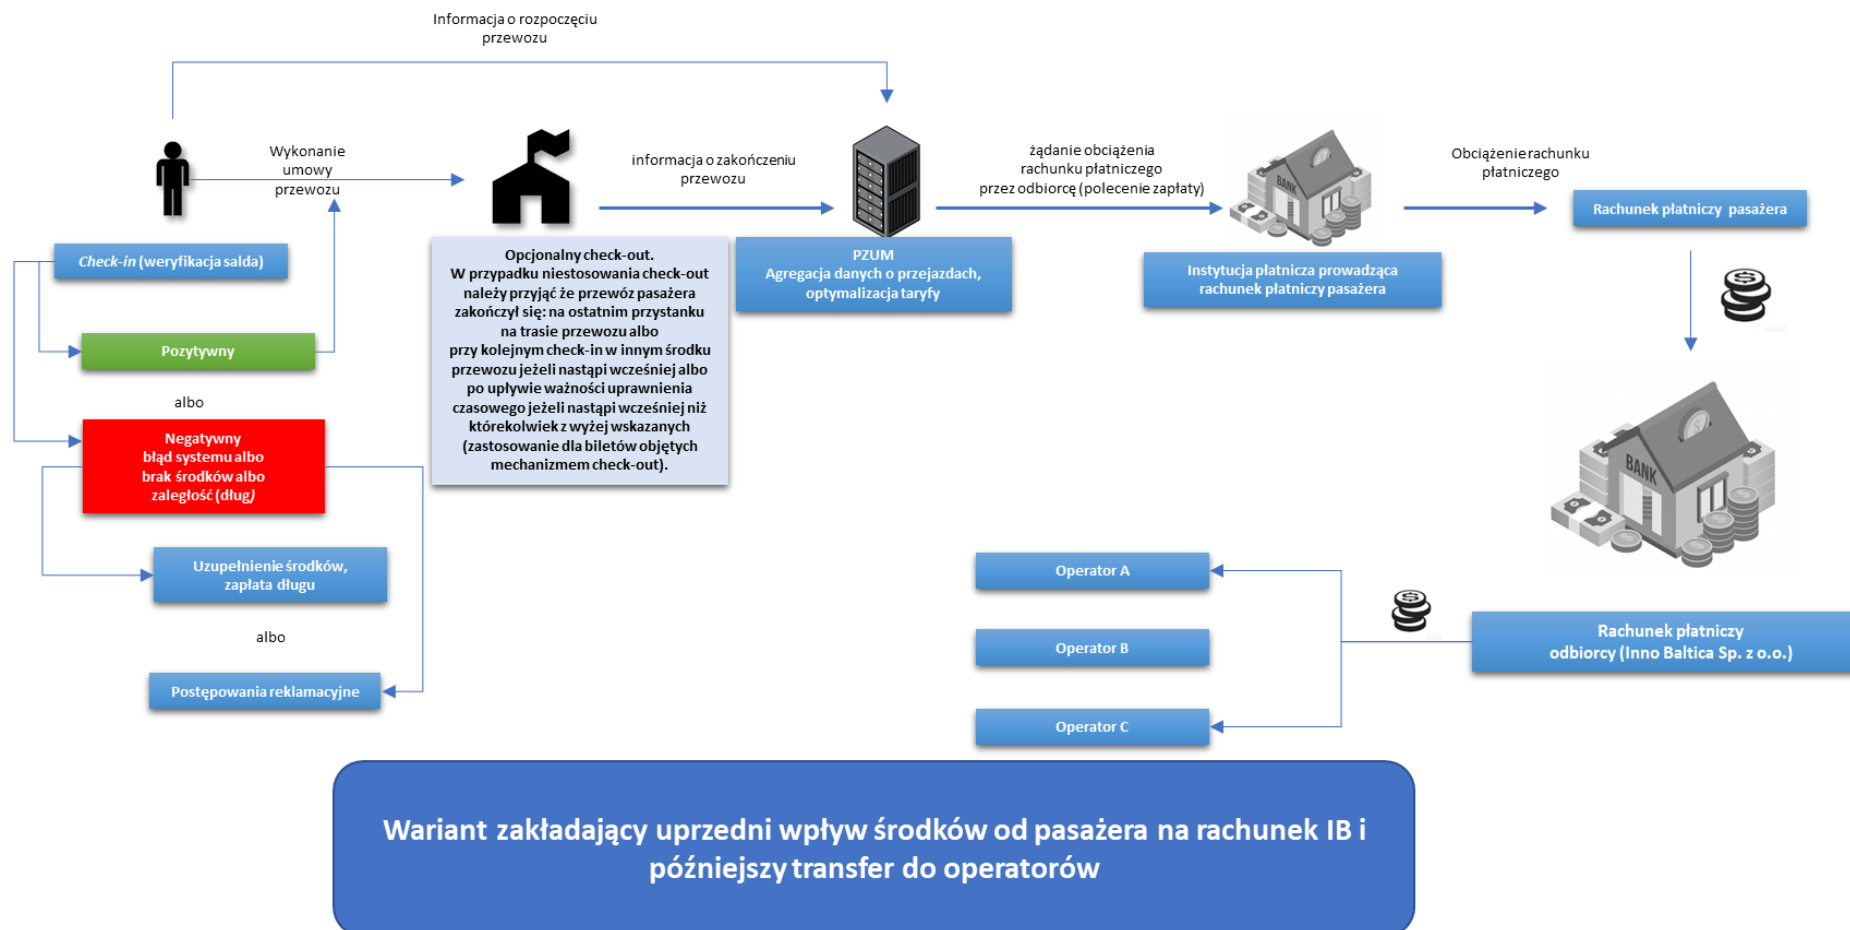 Informacja o rozpoczęciu
przewozu
Wykonanie
umowy
przewozu
informacja o zakończeniu
przewozu
żądanie obciążenia
rachunku płatniczego
przez odbiorcę (polecenie zapłaty)
Obciążenie rachunku
płatniczego
BANK
Rachunek płatniczy pasażera
Check-in (weryfikacja salda)
Opcjonalny check-out.
W przypadku niestosowania check-out
należy przyjąć że przewóz pasażera
zakończył się: na ostatnim przystanku
na trasie przewozu albo
przy kolejnym check-in w innym środku
przewozu jeżeli nastąpi wcześniej albo
po upływie ważności uprawnienia
czasowego jeżeli nastąpi wcześniej niż
którekolwiek z wyżej wskazanych
(zastosowanie dla biletów objętych
mechanizmem check-out).
PZUM
Agregacja danych o przejazdach,
optymalizacja taryfy
Instytucja płatnicza prowadząca
rachunek płatniczy pasażera
Pozytywny
albo
Negatywny
błąd systemu albo
brak środków albo
zaległość (dług)
Uzupełnienie środków,
zapłata długu
albo
Postępowania reklamacyjne
BANK
Operator A
Operator B
Operator C
Rachunek płatniczy
odbiorcy (Inno Baltica Sp. z o.o.)
Wariant zakładający uprzedni wpływ środków od pasażera na rachunek IB i
późniejszy transfer do operatorów